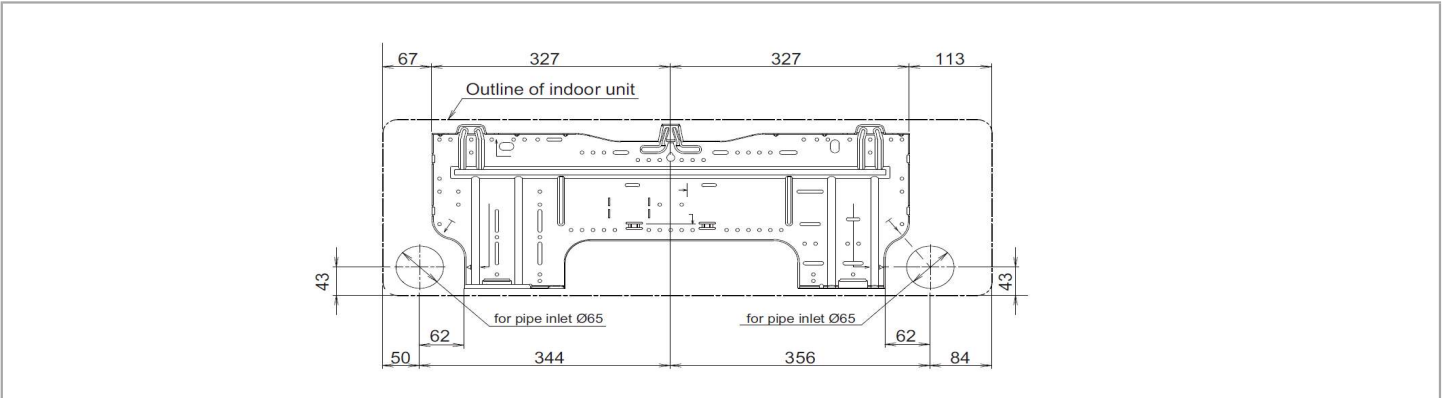 67 327 327 113
Outline of indoor unit
43 43
for pipe inlet Ø65 for pipe inlet Ø65
62 62
50 344 356 84